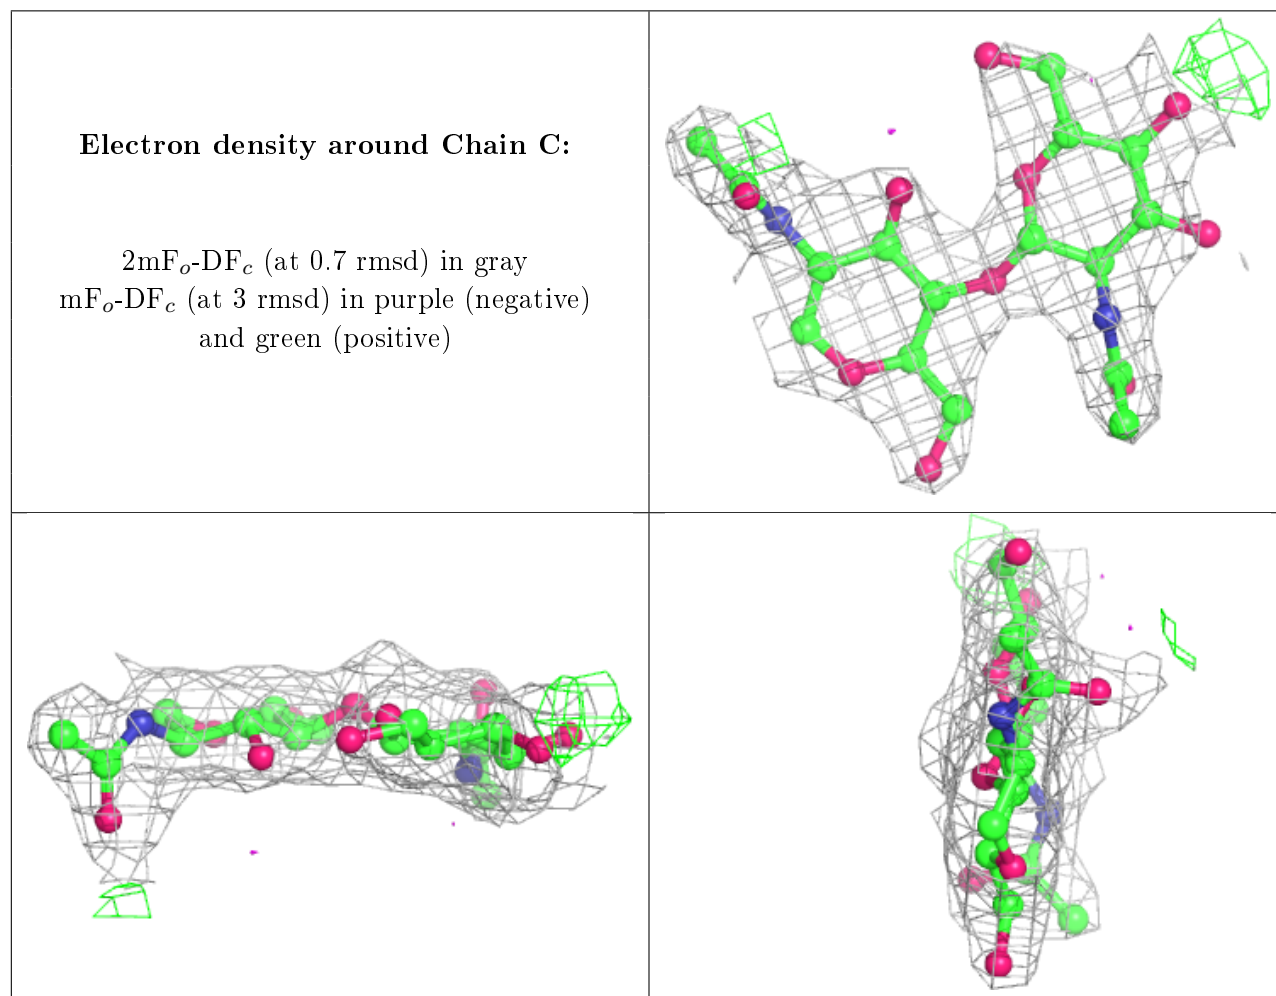 Electron density around Chain C:
2mFₒ-DF𝒸 (at 0.7 rmsd) in gray
mFₒ-DF𝒸 (at 3 rmsd) in purple (negative)
and green (positive)